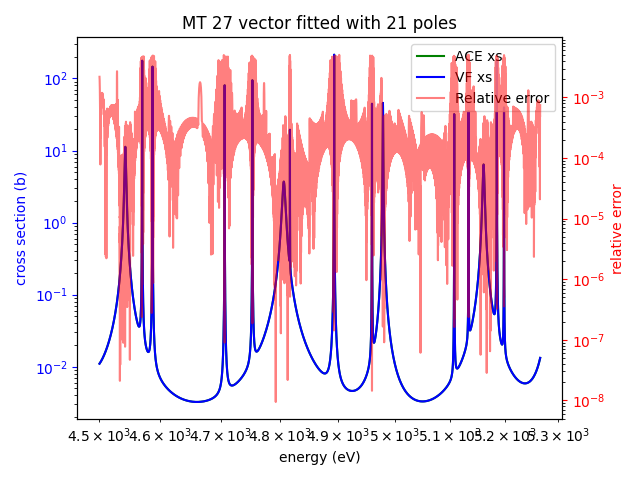 MT 27 vector fitted with 21 poles
ACE xs
VF xs
Relative error
10²
10¹
10⁰
10⁻¹
10⁻²
cross section (b)
10⁻³
10⁻⁴
10⁻⁵
10⁻⁶
10⁻⁷
10⁻⁸
relative error
4.5 × 10³ 4.6 × 10³ 4.7 × 10³ 4.8 × 10³ 4.9 × 10³ 5 × 10³ 5.1 × 10³ 5.2 × 10³ 5.3 × 10³
energy (eV)